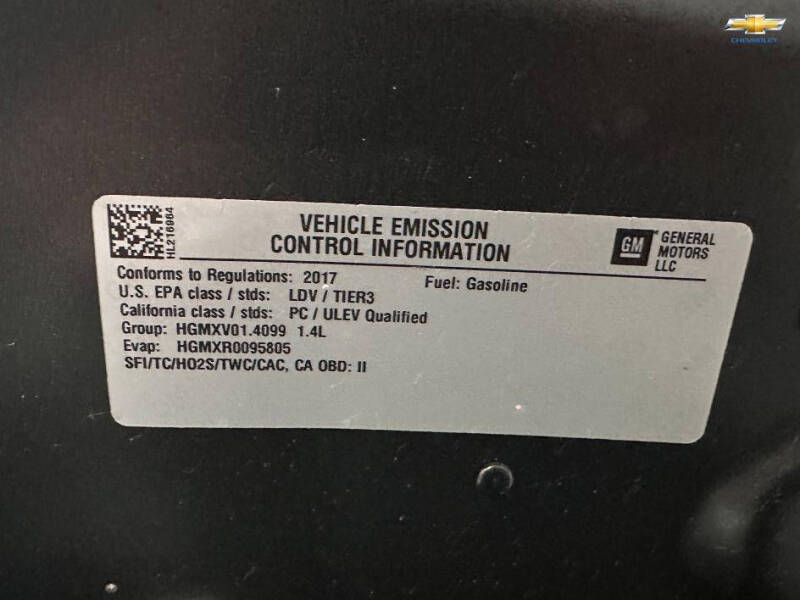 CHEVROLET
HL216964
VEHICLE EMISSION
CONTROL INFORMATION
GM
GENERAL
MOTORS
LLC
Conforms to Regulations: 2017 Fuel: Gasoline
U.S. EPA class / stds: LDV / TIER3
California class / stds: PC / ULEV Qualified
Group: HGMXV01.4099 1.4L
Evap: HGMXR0095805
SFI/TC/HO2S/TWC/CAC, CA OBD: II